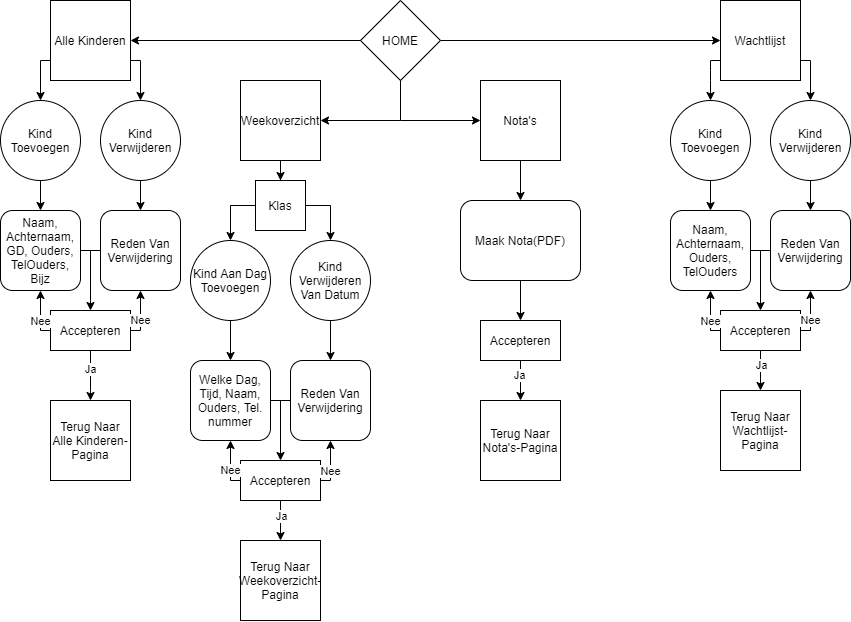 HOME
Alle Kinderen
Kind
Toevoegen
Kind
Verwijderen
Naam,
Achternaam,
GD, Ouders,
TelOuders,
Bijz
Reden Van
Verwijdering
Nee
Accepteren
Nee
Ja
Terug Naar
Alle Kinderen-
Pagina
Weekoverzicht
Klas
Kind Aan Dag
Toevoegen
Kind
Verwijderen
Van Datum
Welke Dag,
Tijd, Naam,
Ouders, Tel.
nummer
Reden Van
Verwijdering
Nee
Accepteren
Nee
Ja
Terug Naar
Weekoverzicht-
Pagina
Nota's
Maak Nota(PDF)
Accepteren
Ja
Terug Naar
Nota's-Pagina
Wachtlijst
Kind
Toevoegen
Kind
Verwijderen
Naam,
Achternaam,
Ouders,
TelOuders
Reden Van
Verwijdering
Nee
Accepteren
Nee
Ja
Terug Naar
Wachtlijst-
Pagina